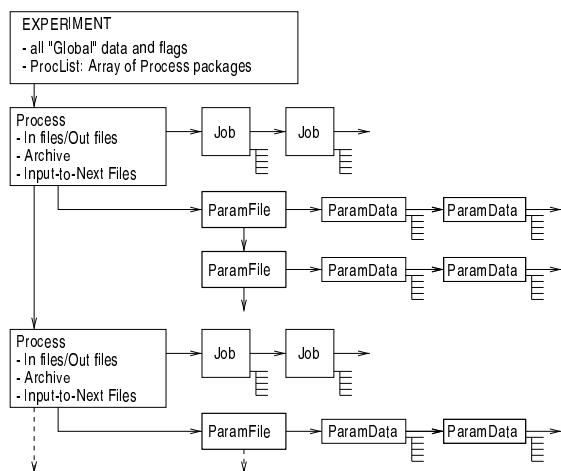 EXPERIMENT
- all "Global" data and flags
- ProcList: Array of Process packages
Process
- In files/Out files
- Archive
- Input-to-Next Files
Job
Job
ParamFile
ParamData
ParamData
ParamFile
ParamData
ParamData
Process
- In files/Out files
- Archive
- Input-to-Next Files
Job
Job
ParamFile
ParamData
ParamData